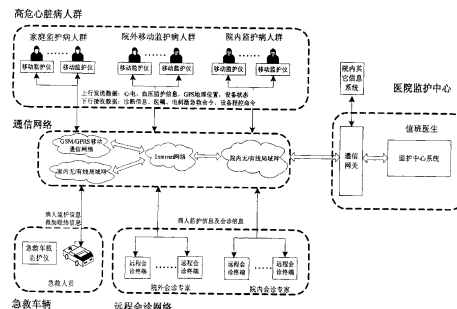 高危心脏病人群
家庭监护病人群
院外移动监护病人群
院内监护病人群
移动监护仪
移动监护仪
移动监护仪
移动监护仪
移动监护仪
移动监护仪
上行发送数据：心电、血压监护信息、GPS地理位置，设备状态
下行接收数据：诊断信息、医嘱、电刺激急救命令、设备程控命令
院内其它信息系统
医院监护中心
通信网络
GSM/GPRS移动通信网络
Internet网络
院内无/有线局域网
室内无/有线局域网
通信网关
值班医生
监护中心系统
病人监护信息
救助联络信息
病人监护信息及会诊信息
急救车载监护仪
急救人员
远程会诊终端
远程会诊终端
远程会诊终端
远程会诊终端
院外会诊专家
院内会诊专家
急救车辆
远程会诊网络